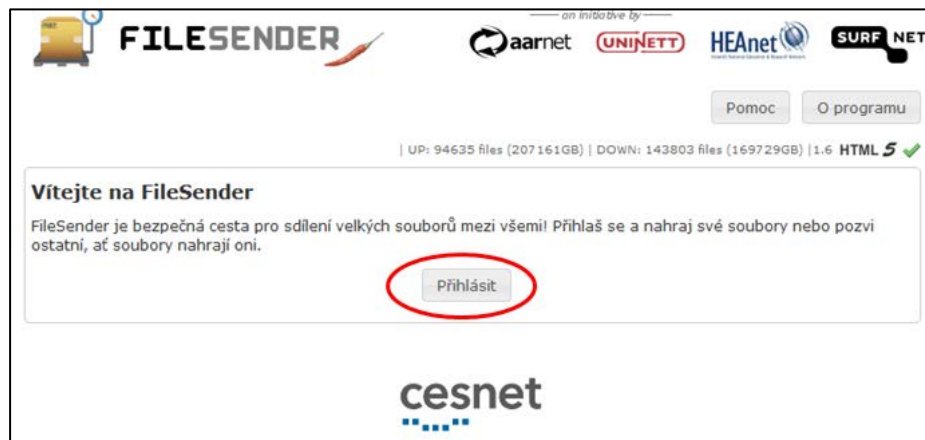 FILESENDER
an initiative by
aarnet UNINETT HEAnet SURF NET
Pomoc O programu
| UP: 94635 files (207161GB) | DOWN: 143803 files (169729GB) |1.6 HTML 5
Vítejte na FileSender
FileSender je bezpečná cesta pro sdílení velkých souborů mezi všemi! Přihlaš se a nahraj své soubory nebo pozvi
ostatní, ať soubory nahrají oni.
Přihlásit
cesnet